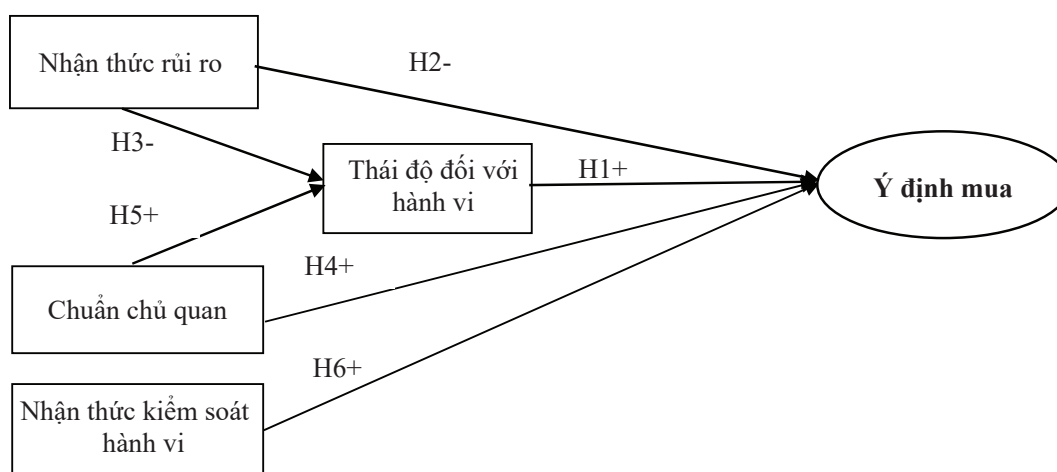 Nhận thức rủi ro
H2-
H3-
Thái độ đối với
hành vi
H1+
Ý định mua
H5+
Chuẩn chủ quan
H4+
H6+
Nhận thức kiểm soát
hành vi